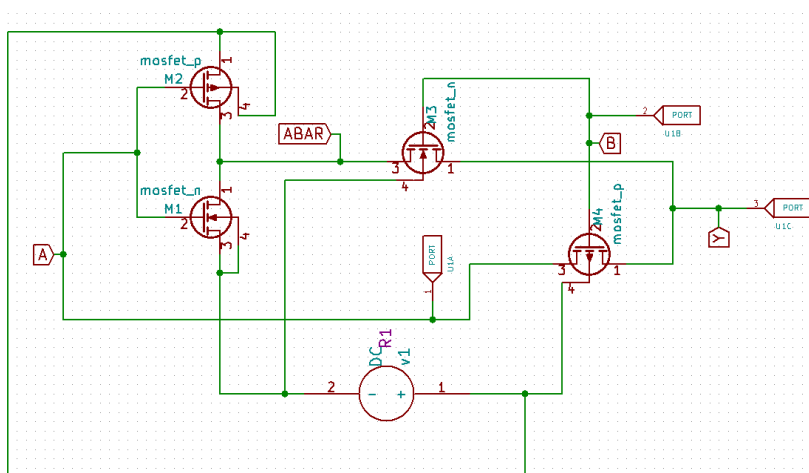 mosfet_p
M2
1
2
4
3
ABAR
M3
mosfet_n
2
3
1
4
2
PORT
U1B
B
mosfet_n
M1
1
2
4
3
M4
mosfet_p
2
3
1
4
3
PORT
U1C
Y
A
PORT
U1A
1
R1
DC
v1
2
-
+
1